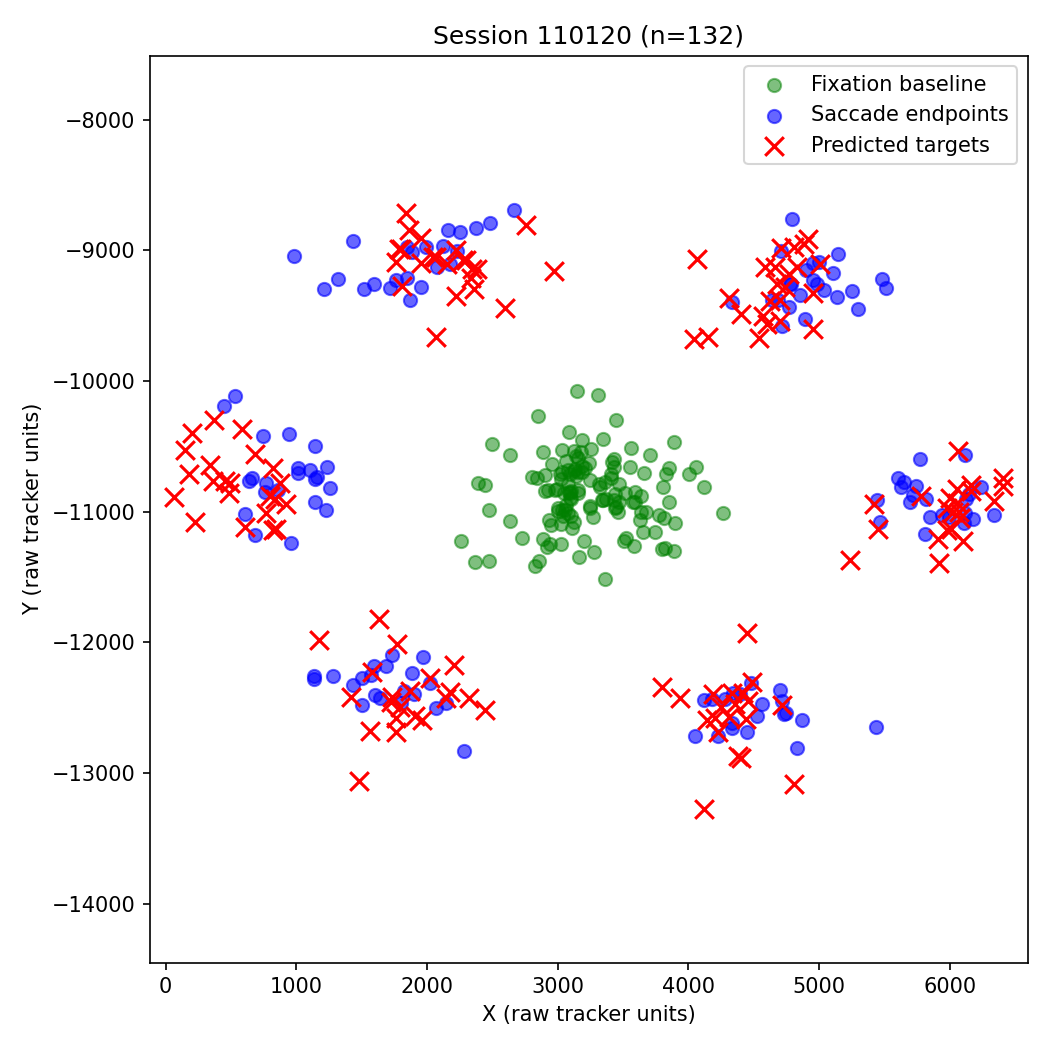 Session 110120 (n=132)
Fixation baseline
Saccade endpoints
Predicted targets
−8000
−9000
−10000
−11000
−12000
−13000
−14000
Y (raw tracker units)
0 1000 2000 3000 4000 5000 6000
X (raw tracker units)